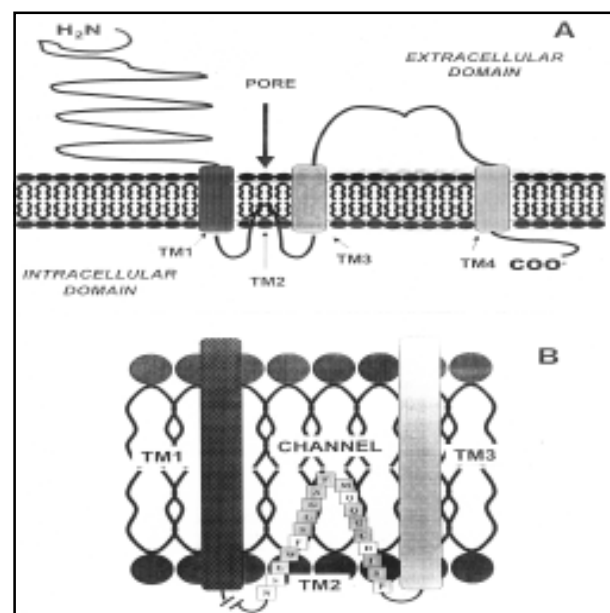 H₂N
A
EXTRACELLULAR
DOMAIN
PORE
TM1
TM2
TM3
TM4
COO-
INTRACELLULAR
DOMAIN
B
TM1
CHANNEL
TM3
TM2